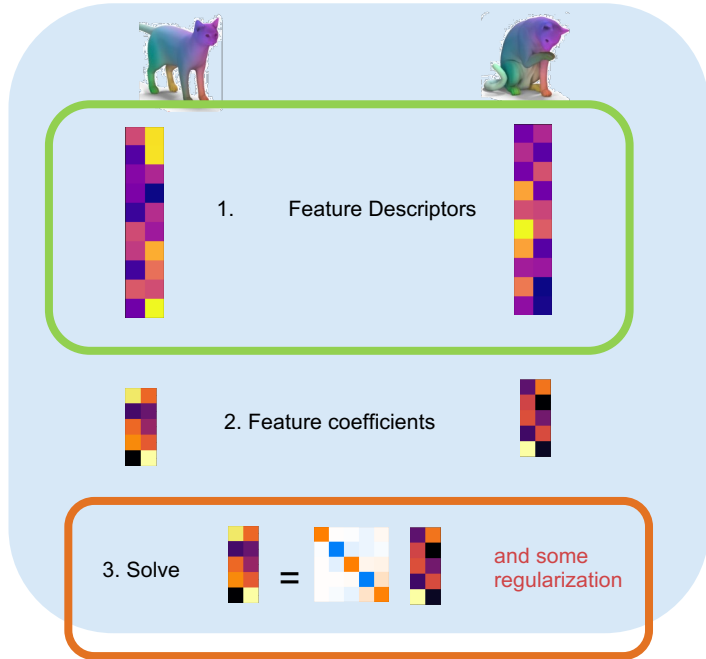 1. Feature Descriptors
2. Feature coefficients
3. Solve
=
and some
regularization